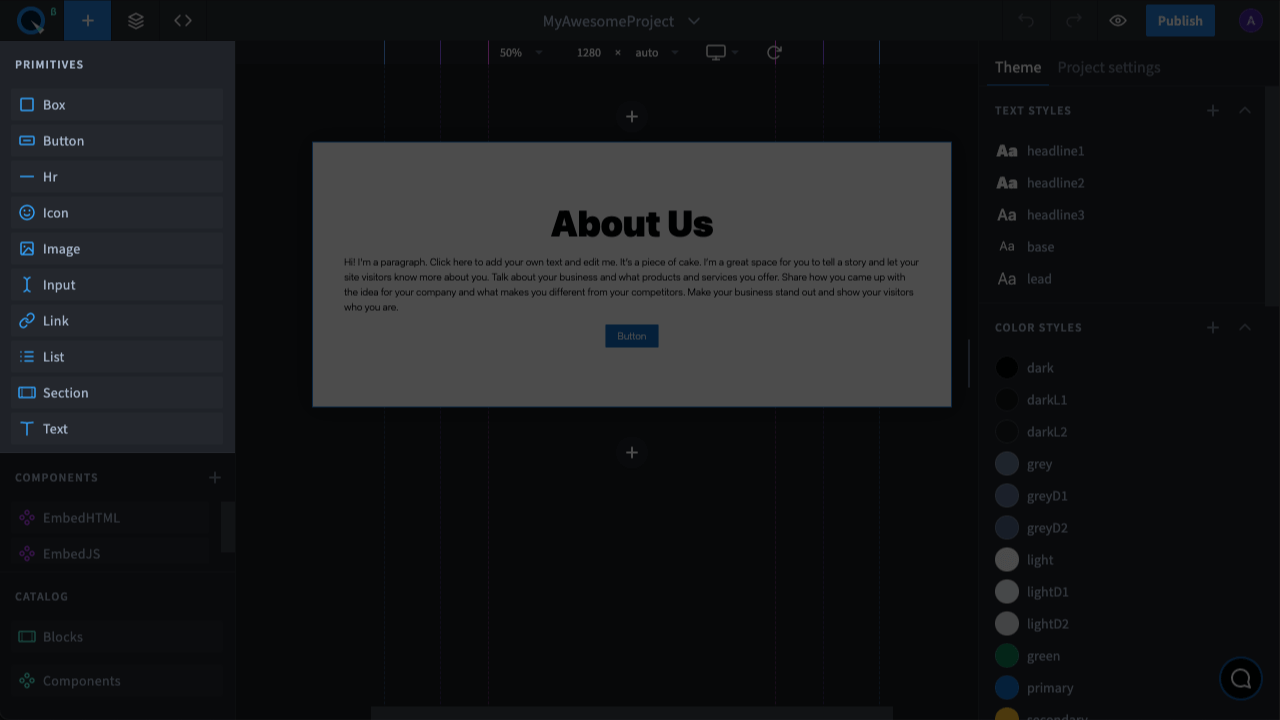 β
MyAwesomeProject
Publish
A
PRIMITIVES
Box
Button
Hr
Icon
Image
Input
Link
List
Section
Text
COMPONENTS
EmbedHTML
EmbedJS
CATALOG
Blocks
Components
50% 1280 × auto
About Us
Hi! I'm a paragraph. Click here to add your own text and edit me. It's a piece of cake. I'm a great space for you to tell a story and let your
site visitors know more about you. Talk about your business and what products and services you offer. Share how you came up with
the idea for your company and what makes you different from your competitors. Make your business stand out and show your visitors
who you are.
Button
Theme Project settings
TEXT STYLES
Aa headline1
Aa headline2
Aa headline3
Aa base
Aa lead
COLOR STYLES
dark
darkL1
darkL2
grey
greyD1
greyD2
light
lightD1
lightD2
green
primary
secondary